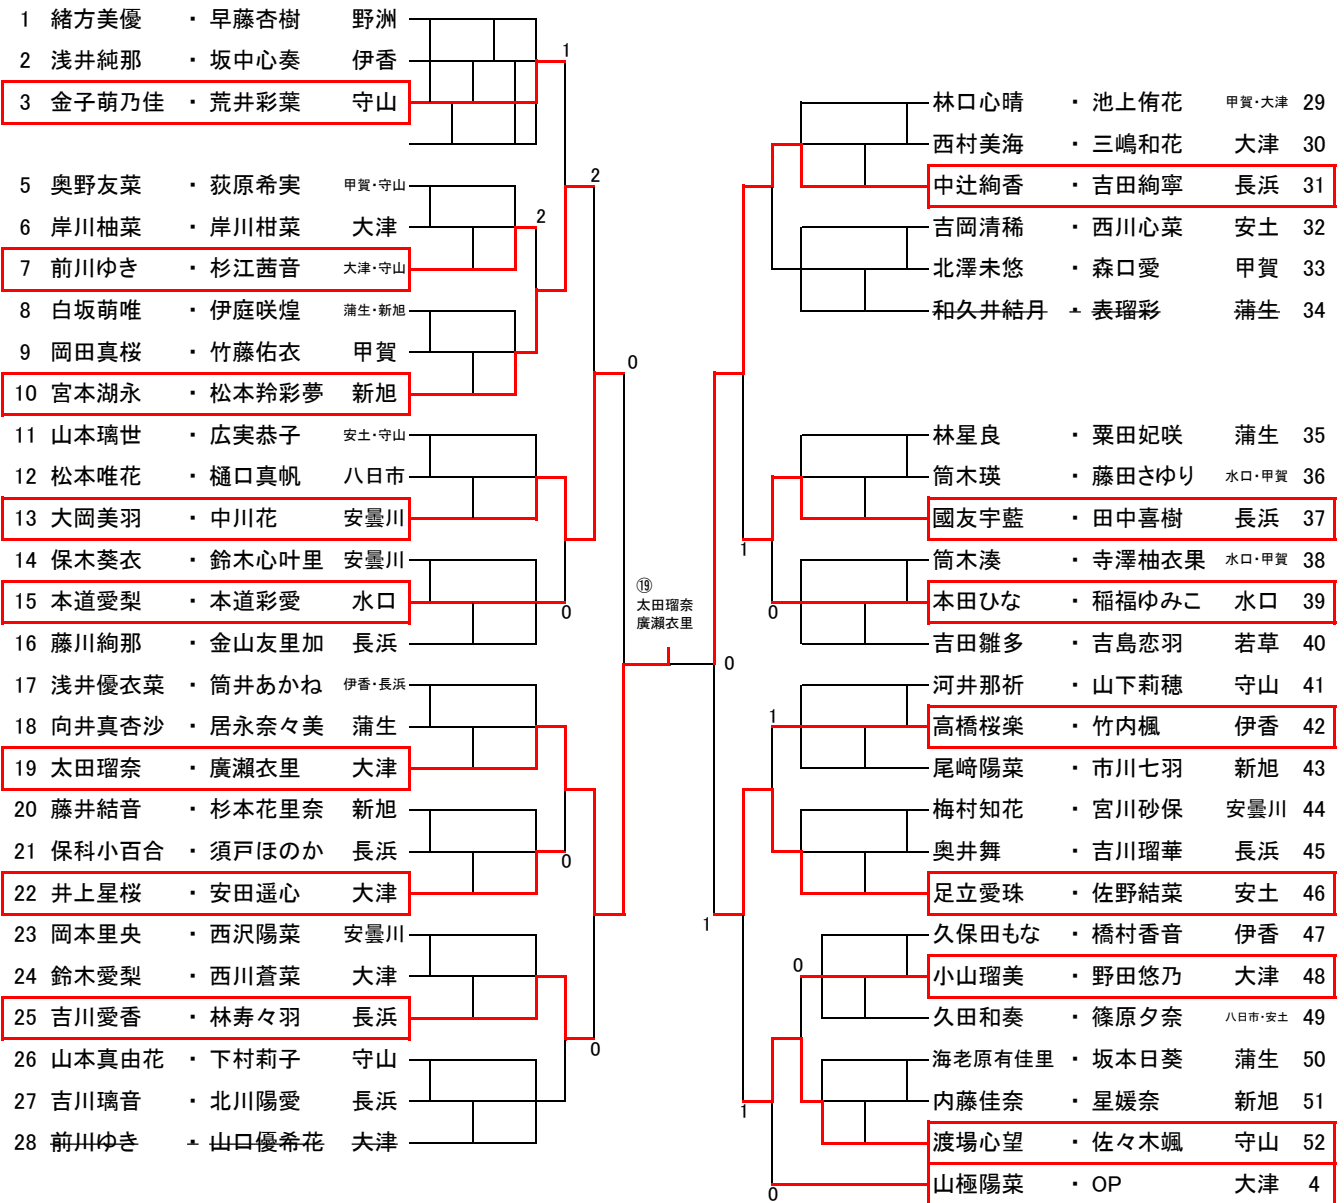 1 緒方美優 ・ 早藤杏樹 野洲
2 浅井純那 ・ 坂中心奏 伊香
3 金子萌乃佳 ・ 荒井彩葉 守山
5 奥野友菜 ・ 荻原希実 甲賀・守山
6 岸川柚菜 ・ 岸川柑菜 大津
7 前川ゆき ・ 杉江茜音 大津・守山
8 白坂萌唯 ・ 伊庭咲煌 蒲生・新旭
9 岡田真桜 ・ 竹藤佑衣 甲賀
10 宮本湖永 ・ 松本羚彩夢 新旭
11 山本璃世 ・ 広実恭子 安土・守山
12 松本唯花 ・ 樋口真帆 八日市
13 大岡美羽 ・ 中川花 安曇川
14 保木葵衣 ・ 鈴木心叶里 安曇川
15 本道愛梨 ・ 本道彩愛 水口
16 藤川絢那 ・ 金山友里加 長浜
17 浅井優衣菜 ・ 筒井あかね 伊香・長浜
18 向井真杏沙 ・ 居永奈々美 蒲生
19 太田瑠奈 ・ 廣瀬衣里 大津
20 藤井結音 ・ 杉本花里奈 新旭
21 保科小百合 ・ 須戸ほのか 長浜
22 井上星桜 ・ 安田遥心 大津
23 岡本里央 ・ 西沢陽菜 安曇川
24 鈴木愛梨 ・ 西川蒼菜 大津
25 吉川愛香 ・ 林寿々羽 長浜
26 山本真由花 ・ 下村莉子 守山
27 吉川璃音 ・ 北川陽愛 長浜
28 前川ゆき ・ 山口優希花 大津
1
2
2
0
0
0
0
⑲
太田瑠奈
廣瀬衣里
0
1
0
1
1
0
1
0
林口心晴 ・ 池上侑花 甲賀・大津 29
西村美海 ・ 三嶋和花 大津 30
中辻絢香 ・ 吉田絢寧 長浜 31
吉岡清稀 ・ 西川心菜 安土 32
北澤未悠 ・ 森口愛 甲賀 33
和久井結月 ・ 表瑠彩 蒲生 34
林星良 ・ 粟田妃咲 蒲生 35
筒木瑛 ・ 藤田さゆり 水口・甲賀 36
國友宇藍 ・ 田中喜樹 長浜 37
筒木湊 ・ 寺澤柚衣果 水口・甲賀 38
本田ひな ・ 稲福ゆみこ 水口 39
吉田雛多 ・ 吉島恋羽 若草 40
河井那祈 ・ 山下莉穂 守山 41
高橋桜楽 ・ 竹内楓 伊香 42
尾﨑陽菜 ・ 市川七羽 新旭 43
梅村知花 ・ 宮川砂保 安曇川 44
奥井舞 ・ 吉川瑠華 長浜 45
足立愛珠 ・ 佐野結菜 安土 46
久保田もな ・ 橋村香音 伊香 47
小山瑠美 ・ 野田悠乃 大津 48
久田和奏 ・ 篠原夕奈 八日市・安土 49
海老原有佳里 ・ 坂本日葵 蒲生 50
内藤佳奈 ・ 星媛奈 新旭 51
渡場心望 ・ 佐々木颯 守山 52
山極陽菜 ・ OP 大津 4